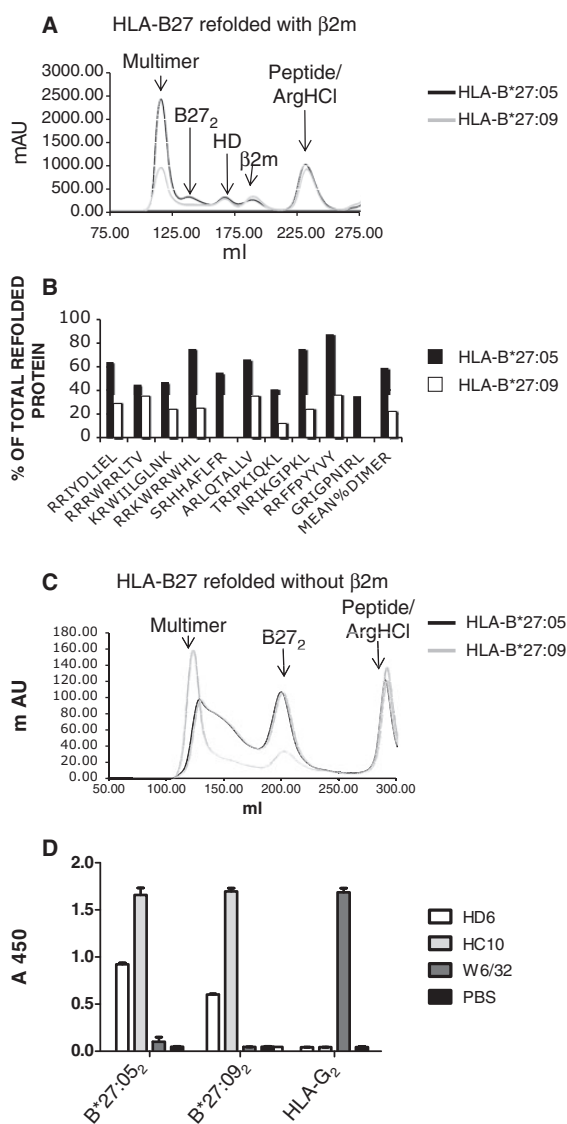 A HLA-B27 refolded with β2m
Multimer
Peptide/
ArgHCl
B27₂
HD
β2m
HLA-B*27:05
HLA-B*27:09
mAU
3000.00
2500.00
2000.00
1500.00
1000.00
500.00
0.00
75.00 125.00 175.00 225.00 275.00
ml
B
% OF TOTAL REFOLDED
PROTEIN
100
80
60
40
20
0
HLA-B*27:05
HLA-B*27:09
RRIYDLIEL
RRRWRRLTV
KRWIILGLNK
RRKWRRWHL
SRHHAFLFR
ARLQTALLV
TRIPKIQKL
NRIKGIPKL
RRFFPYYVY
GRIGPNIRL
MEAN%DIMER
C HLA-B27 refolded without β2m
Multimer
B27₂
Peptide/
ArgHCl
HLA-B*27:05
HLA-B*27:09
m AU
180.00
160.00
140.00
120.00
100.00
80.00
60.00
40.00
20.00
0.00
50.00 100.00 150.00 200.00 250.00 300.00
ml
D
A 450
2.0
1.5
1.0
0.5
0.0
HD6
HC10
W6/32
PBS
B*27:05₂
B*27:09₂
HLA-G₂